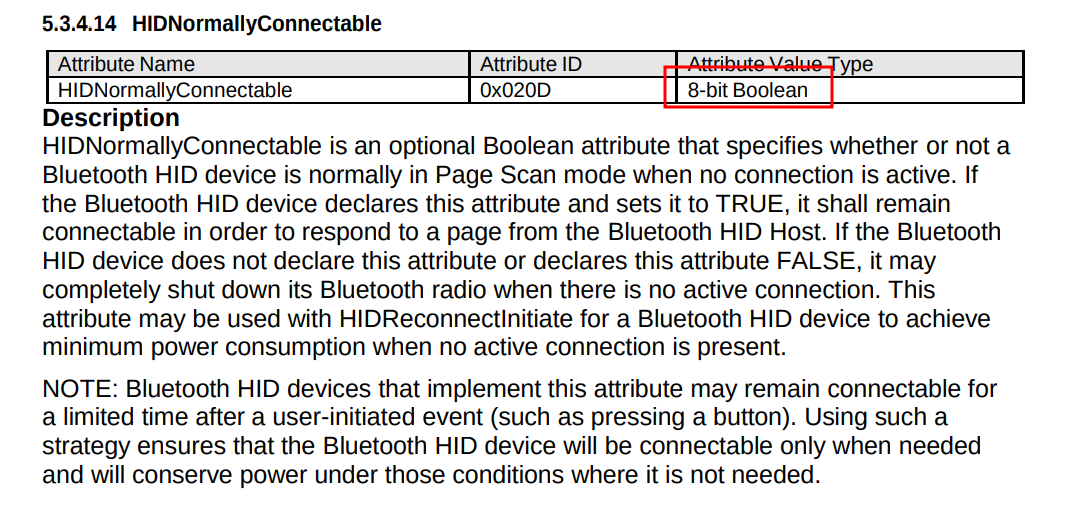 5.3.4.14 HIDNormallyConnectable
Attribute Name Attribute ID Attribute Value Type
HIDNormallyConnectable 0x020D 8-bit Boolean
Description
HIDNormallyConnectable is an optional Boolean attribute that specifies whether or not a
Bluetooth HID device is normally in Page Scan mode when no connection is active. If
the Bluetooth HID device declares this attribute and sets it to TRUE, it shall remain
connectable in order to respond to a page from the Bluetooth HID Host. If the Bluetooth
HID device does not declare this attribute or declares this attribute FALSE, it may
completely shut down its Bluetooth radio when there is no active connection. This
attribute may be used with HIDReconnectInitiate for a Bluetooth HID device to achieve
minimum power consumption when no active connection is present.
NOTE: Bluetooth HID devices that implement this attribute may remain connectable for
a limited time after a user-initiated event (such as pressing a button). Using such a
strategy ensures that the Bluetooth HID device will be connectable only when needed
and will conserve power under those conditions where it is not needed.